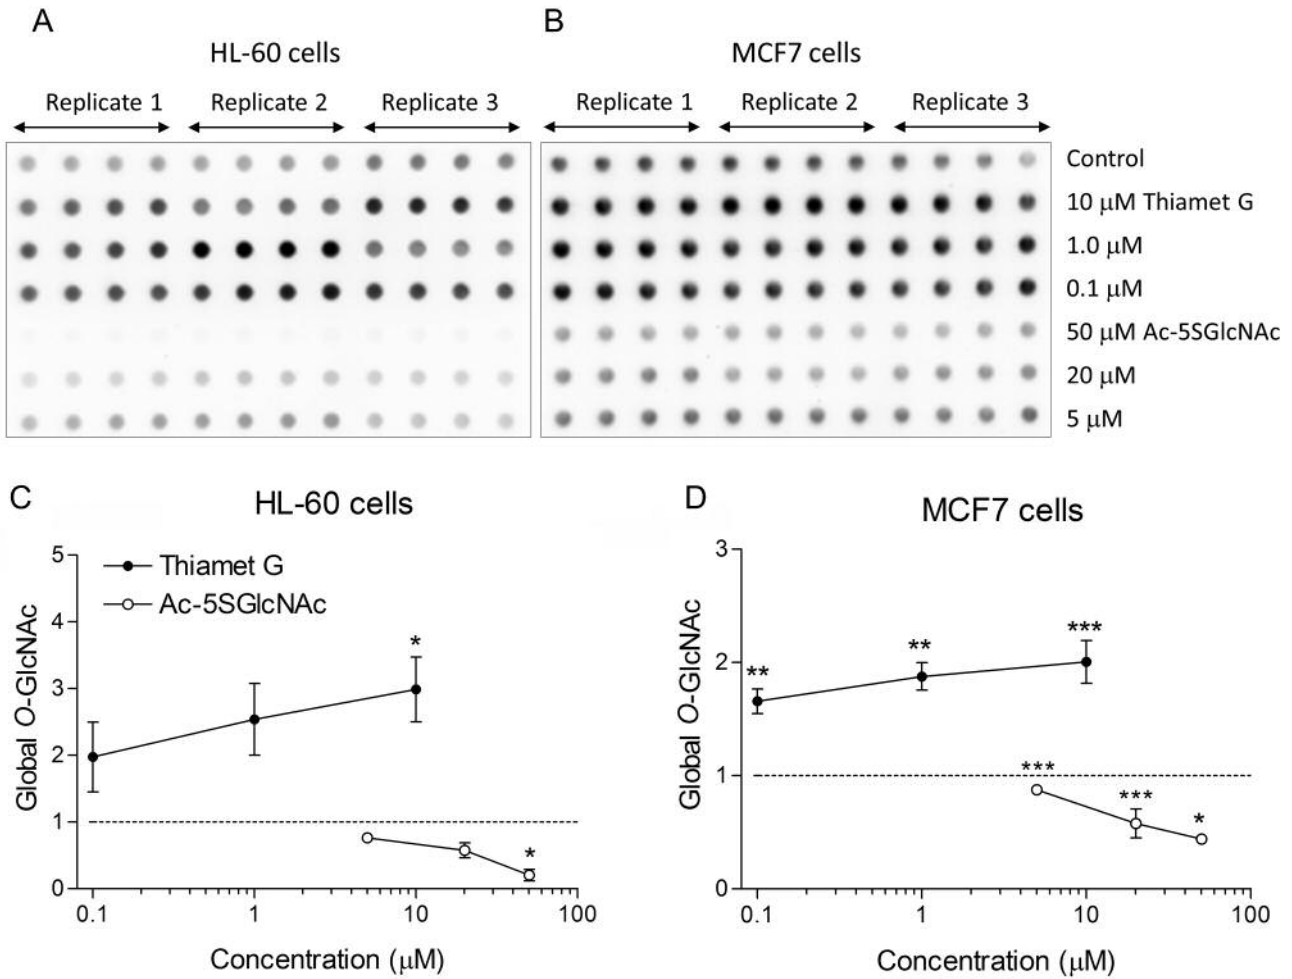 A
HL-60 cells
Replicate 1 Replicate 2 Replicate 3
B
MCF7 cells
Replicate 1 Replicate 2 Replicate 3
Control
10 μM Thiamet G
1.0 μM
0.1 μM
50 μM Ac-5SGlcNAc
20 μM
5 μM
C
HL-60 cells
Thiamet G
Ac-5SGlcNAc
Global O-GlcNAc
5
4
3
2
1
0
*
*
0.1 1 10 100
Concentration (μM)
D
MCF7 cells
Global O-GlcNAc
3
2
1
0
** ** ***
*** *** *
0.1 1 10 100
Concentration (μM)